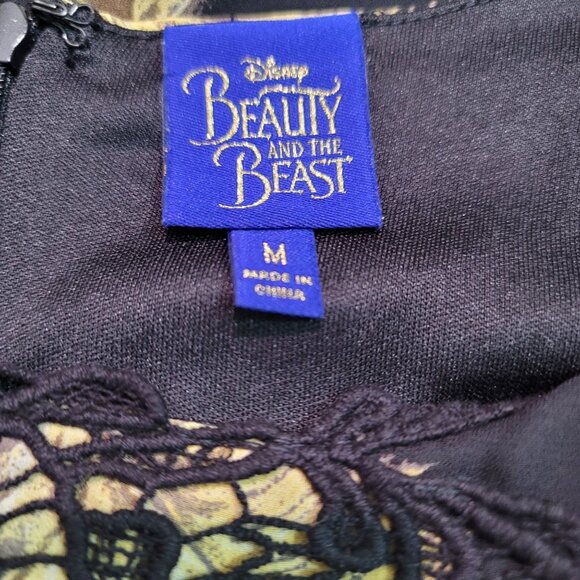 Disney
BEAUTY
AND THE
BEAST
M
MADE IN
CHINA